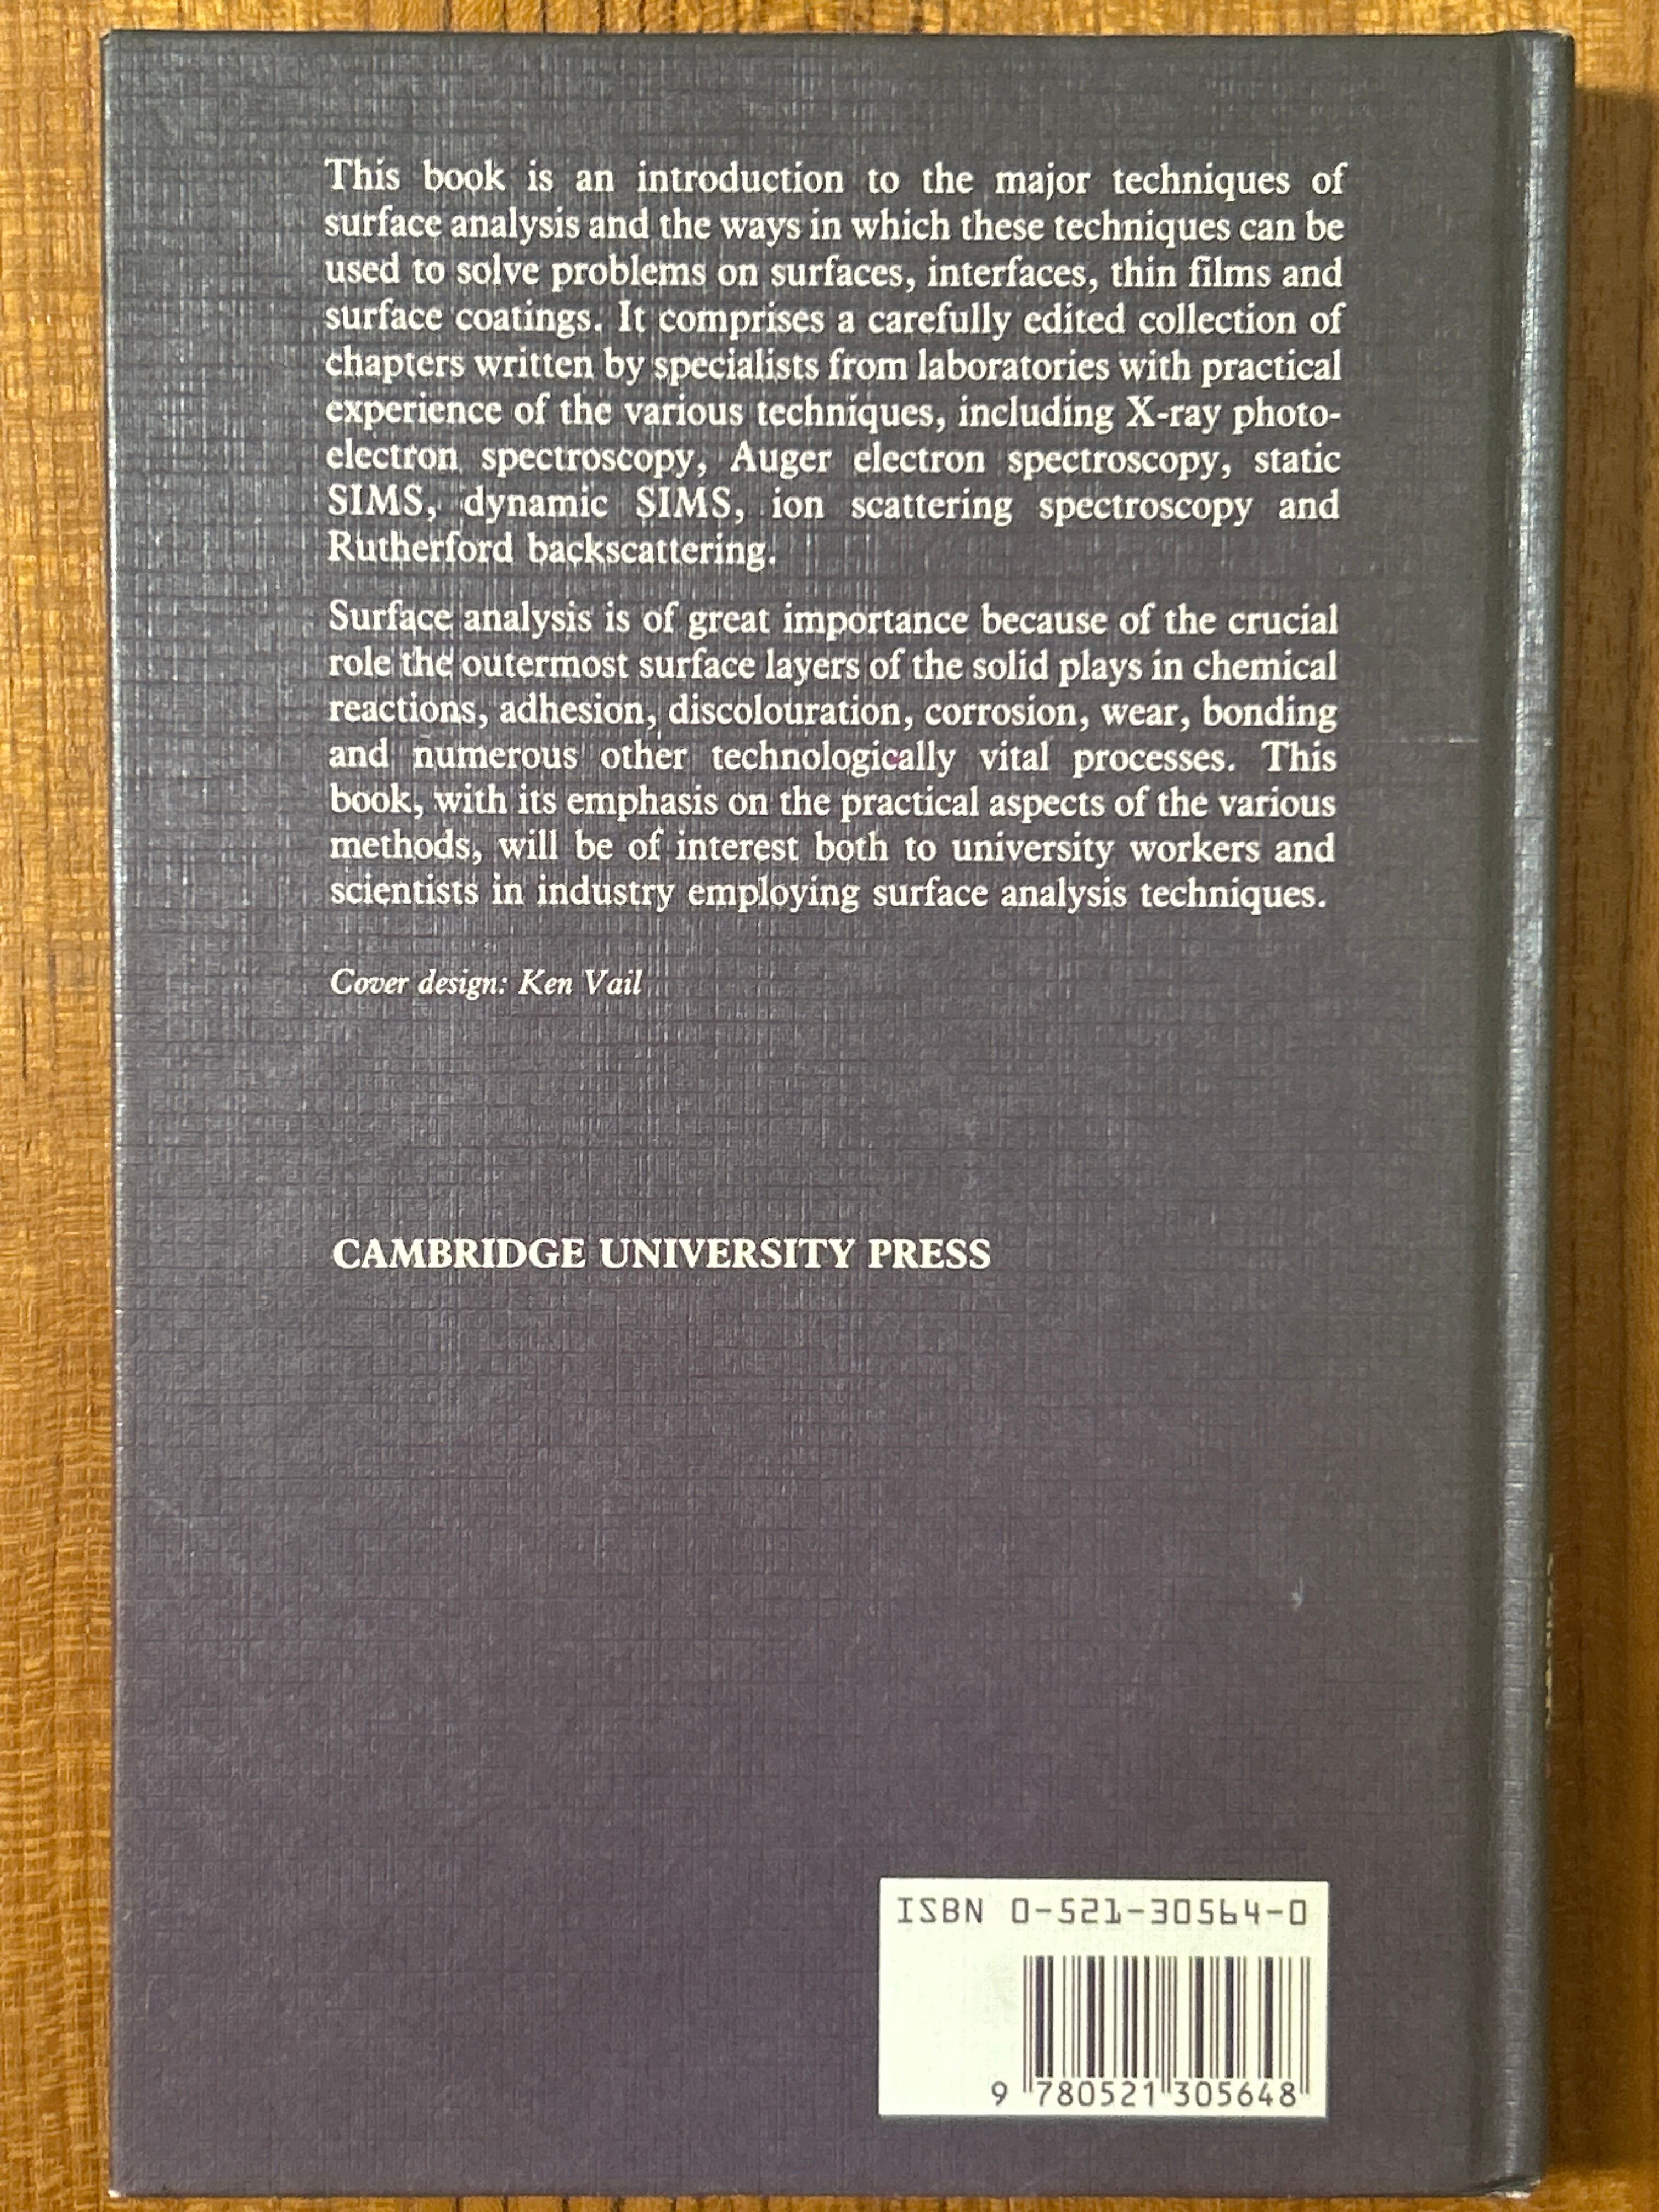 This book is an introduction to the major techniques of
surface analysis and the ways in which these techniques can be
used to solve problems on surfaces, interfaces, thin films and
surface coatings. It comprises a carefully edited collection of
chapters written by specialists from laboratories with practical
experience of the various techniques, including X-ray photo-
electron spectroscopy, Auger electron spectroscopy, static
SIMS, dynamic SIMS, ion scattering spectroscopy and
Rutherford backscattering.
Surface analysis is of great importance because of the crucial
role the outermost surface layers of the solid plays in chemical
reactions, adhesion, discolouration, corrosion, wear, bonding
and numerous other technologically vital processes. This
book, with its emphasis on the practical aspects of the various
methods, will be of interest both to university workers and
scientists in industry employing surface analysis techniques.
Cover design: Ken Vail
CAMBRIDGE UNIVERSITY PRESS
ISBN 0-521-30564-0
9 780521 305648